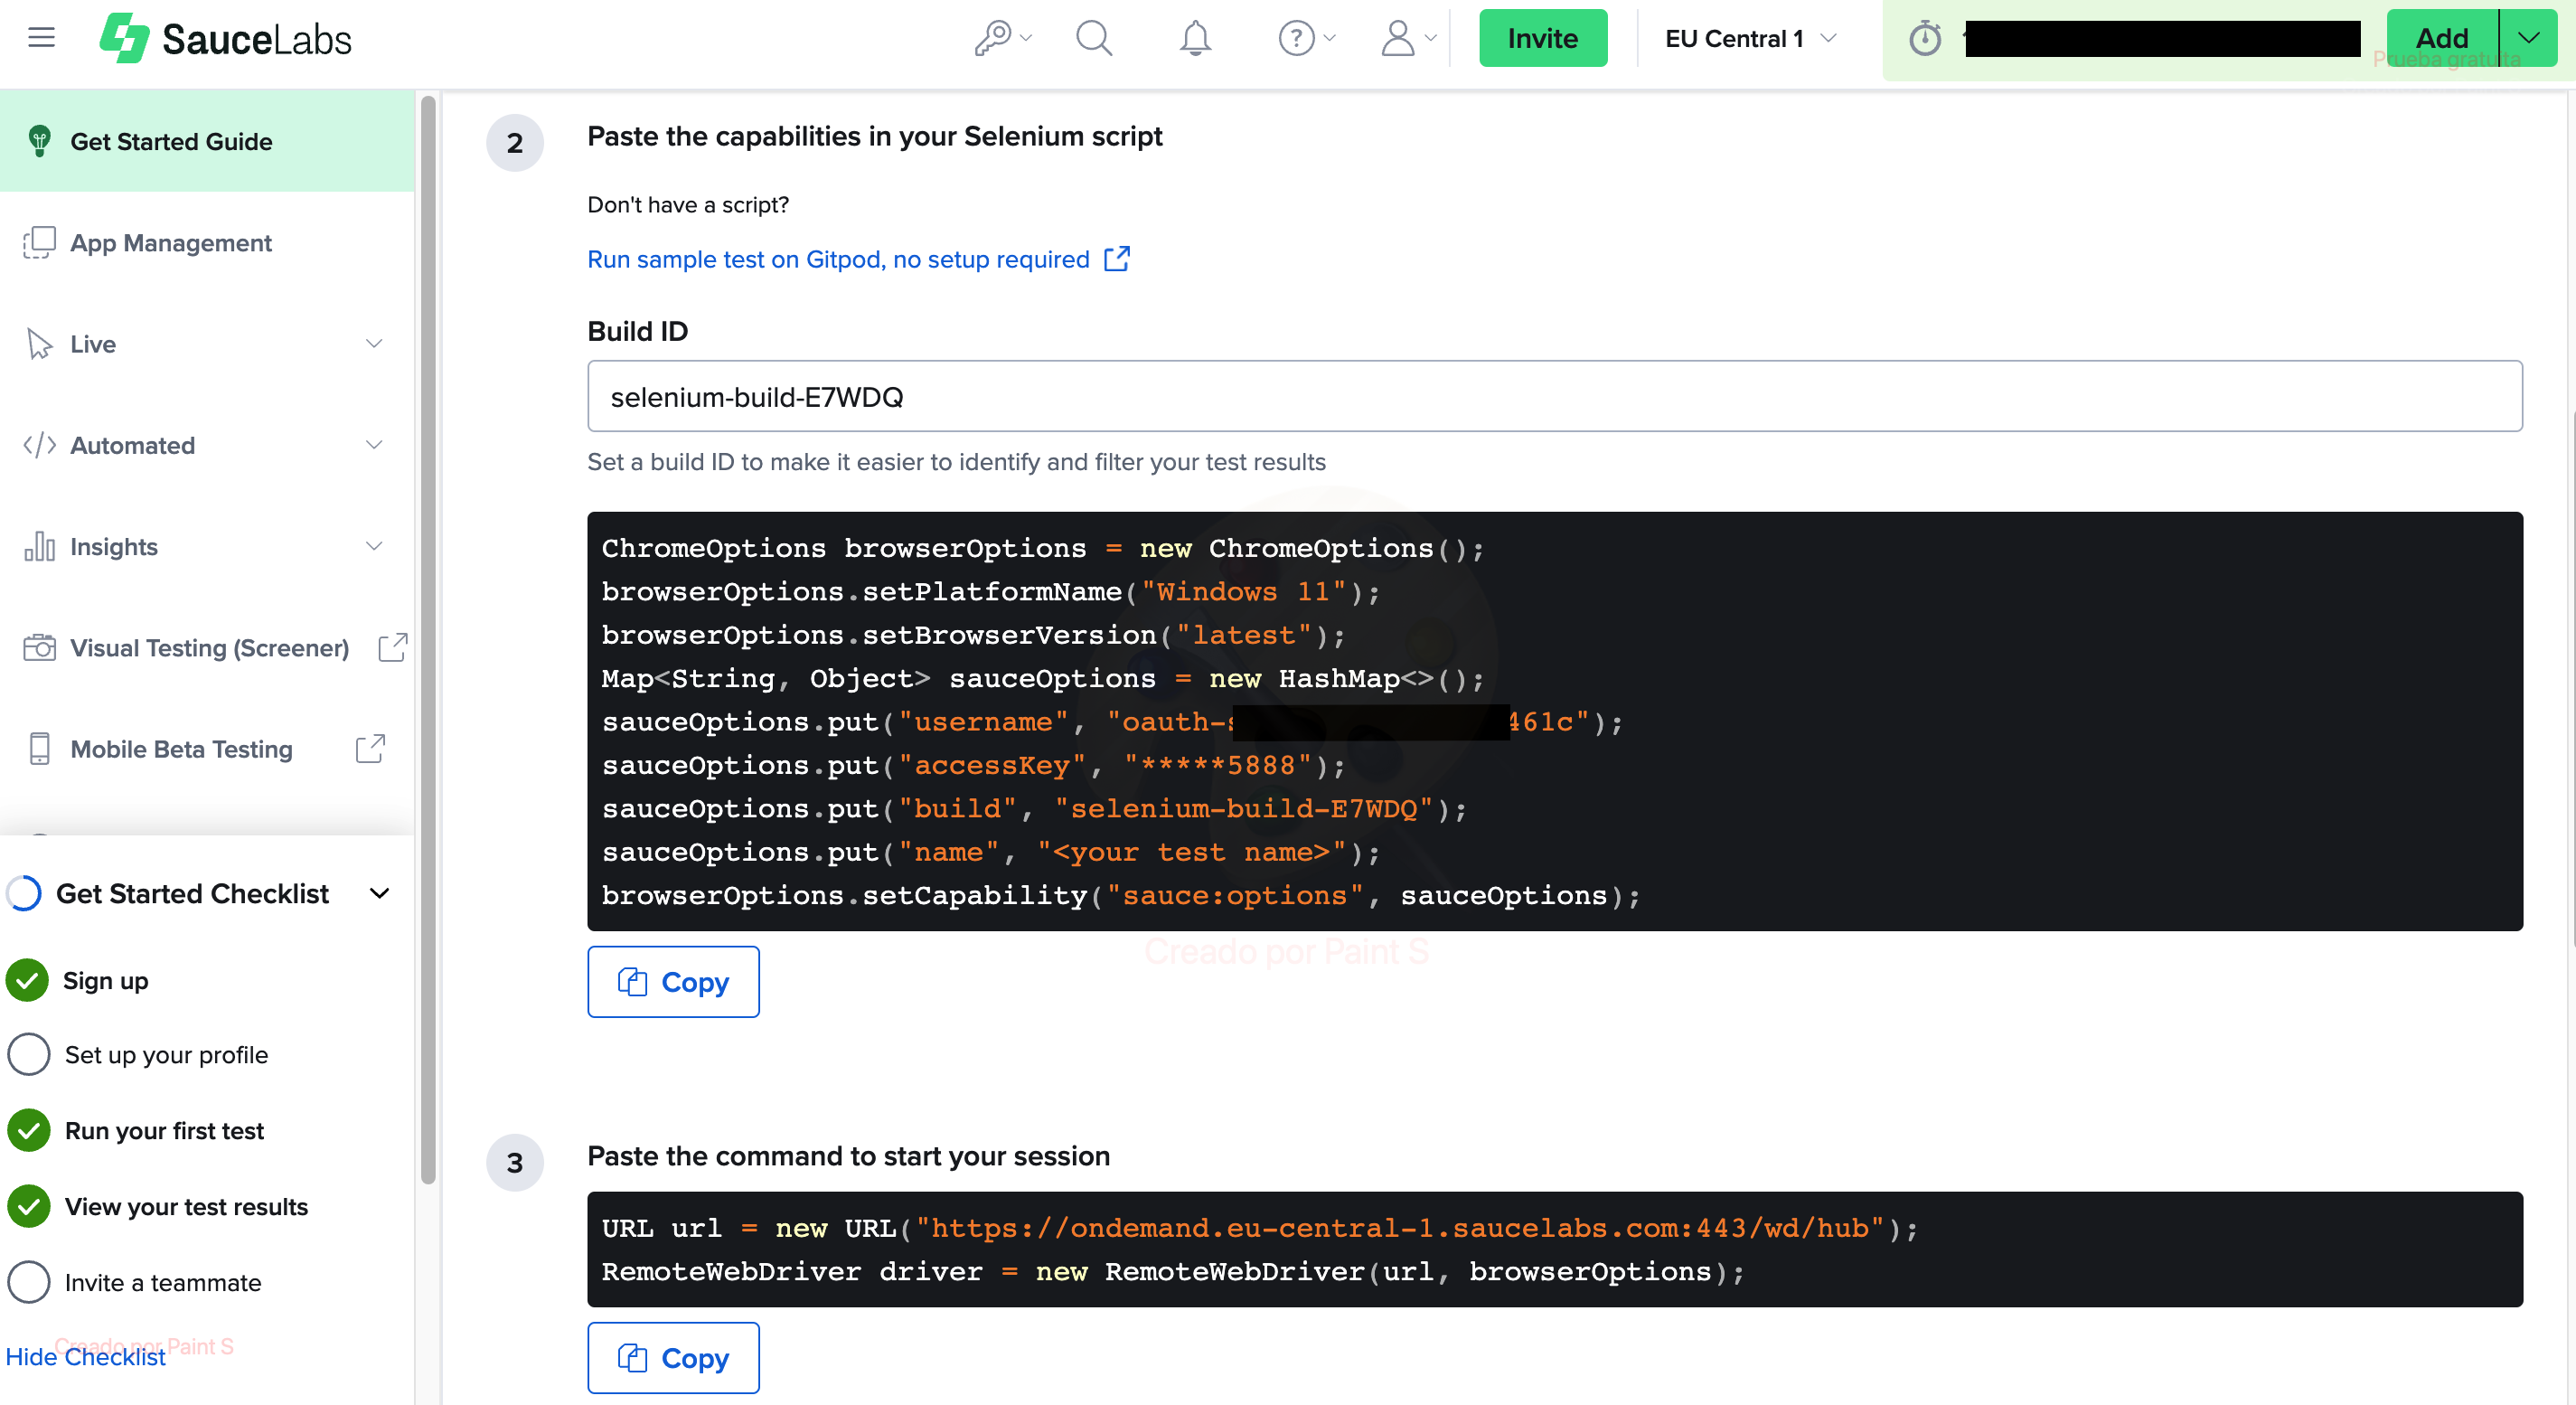 SauceLabs
Invite
EU Central 1
Add
Prueba gratuita
Get Started Guide
App Management
Live
Automated
Insights
Visual Testing (Screener)
Mobile Beta Testing
Get Started Checklist
Sign up
Set up your profile
Run your first test
View your test results
Invite a teammate
Creado por Paint S
Hide Checklist
2
Paste the capabilities in your Selenium script
Don't have a script?
Run sample test on Gitpod, no setup required
Build ID
selenium-build-E7WDQ
Set a build ID to make it easier to identify and filter your test results
ChromeOptions browserOptions = new ChromeOptions();
browserOptions.setPlatformName("Windows 11");
browserOptions.setBrowserVersion("latest");
Map<String, Object> sauceOptions = new HashMap<>();
sauceOptions.put("username", "oauth-s 461c");
sauceOptions.put("accessKey", "*****5888");
sauceOptions.put("build", "selenium-build-E7WDQ");
sauceOptions.put("name", "<your test name>");
browserOptions.setCapability("sauce:options", sauceOptions);
Creado por Paint S
Copy
3
Paste the command to start your session
URL url = new URL("https://ondemand.eu-central-1.saucelabs.com:443/wd/hub");
RemoteWebDriver driver = new RemoteWebDriver(url, browserOptions);
Copy